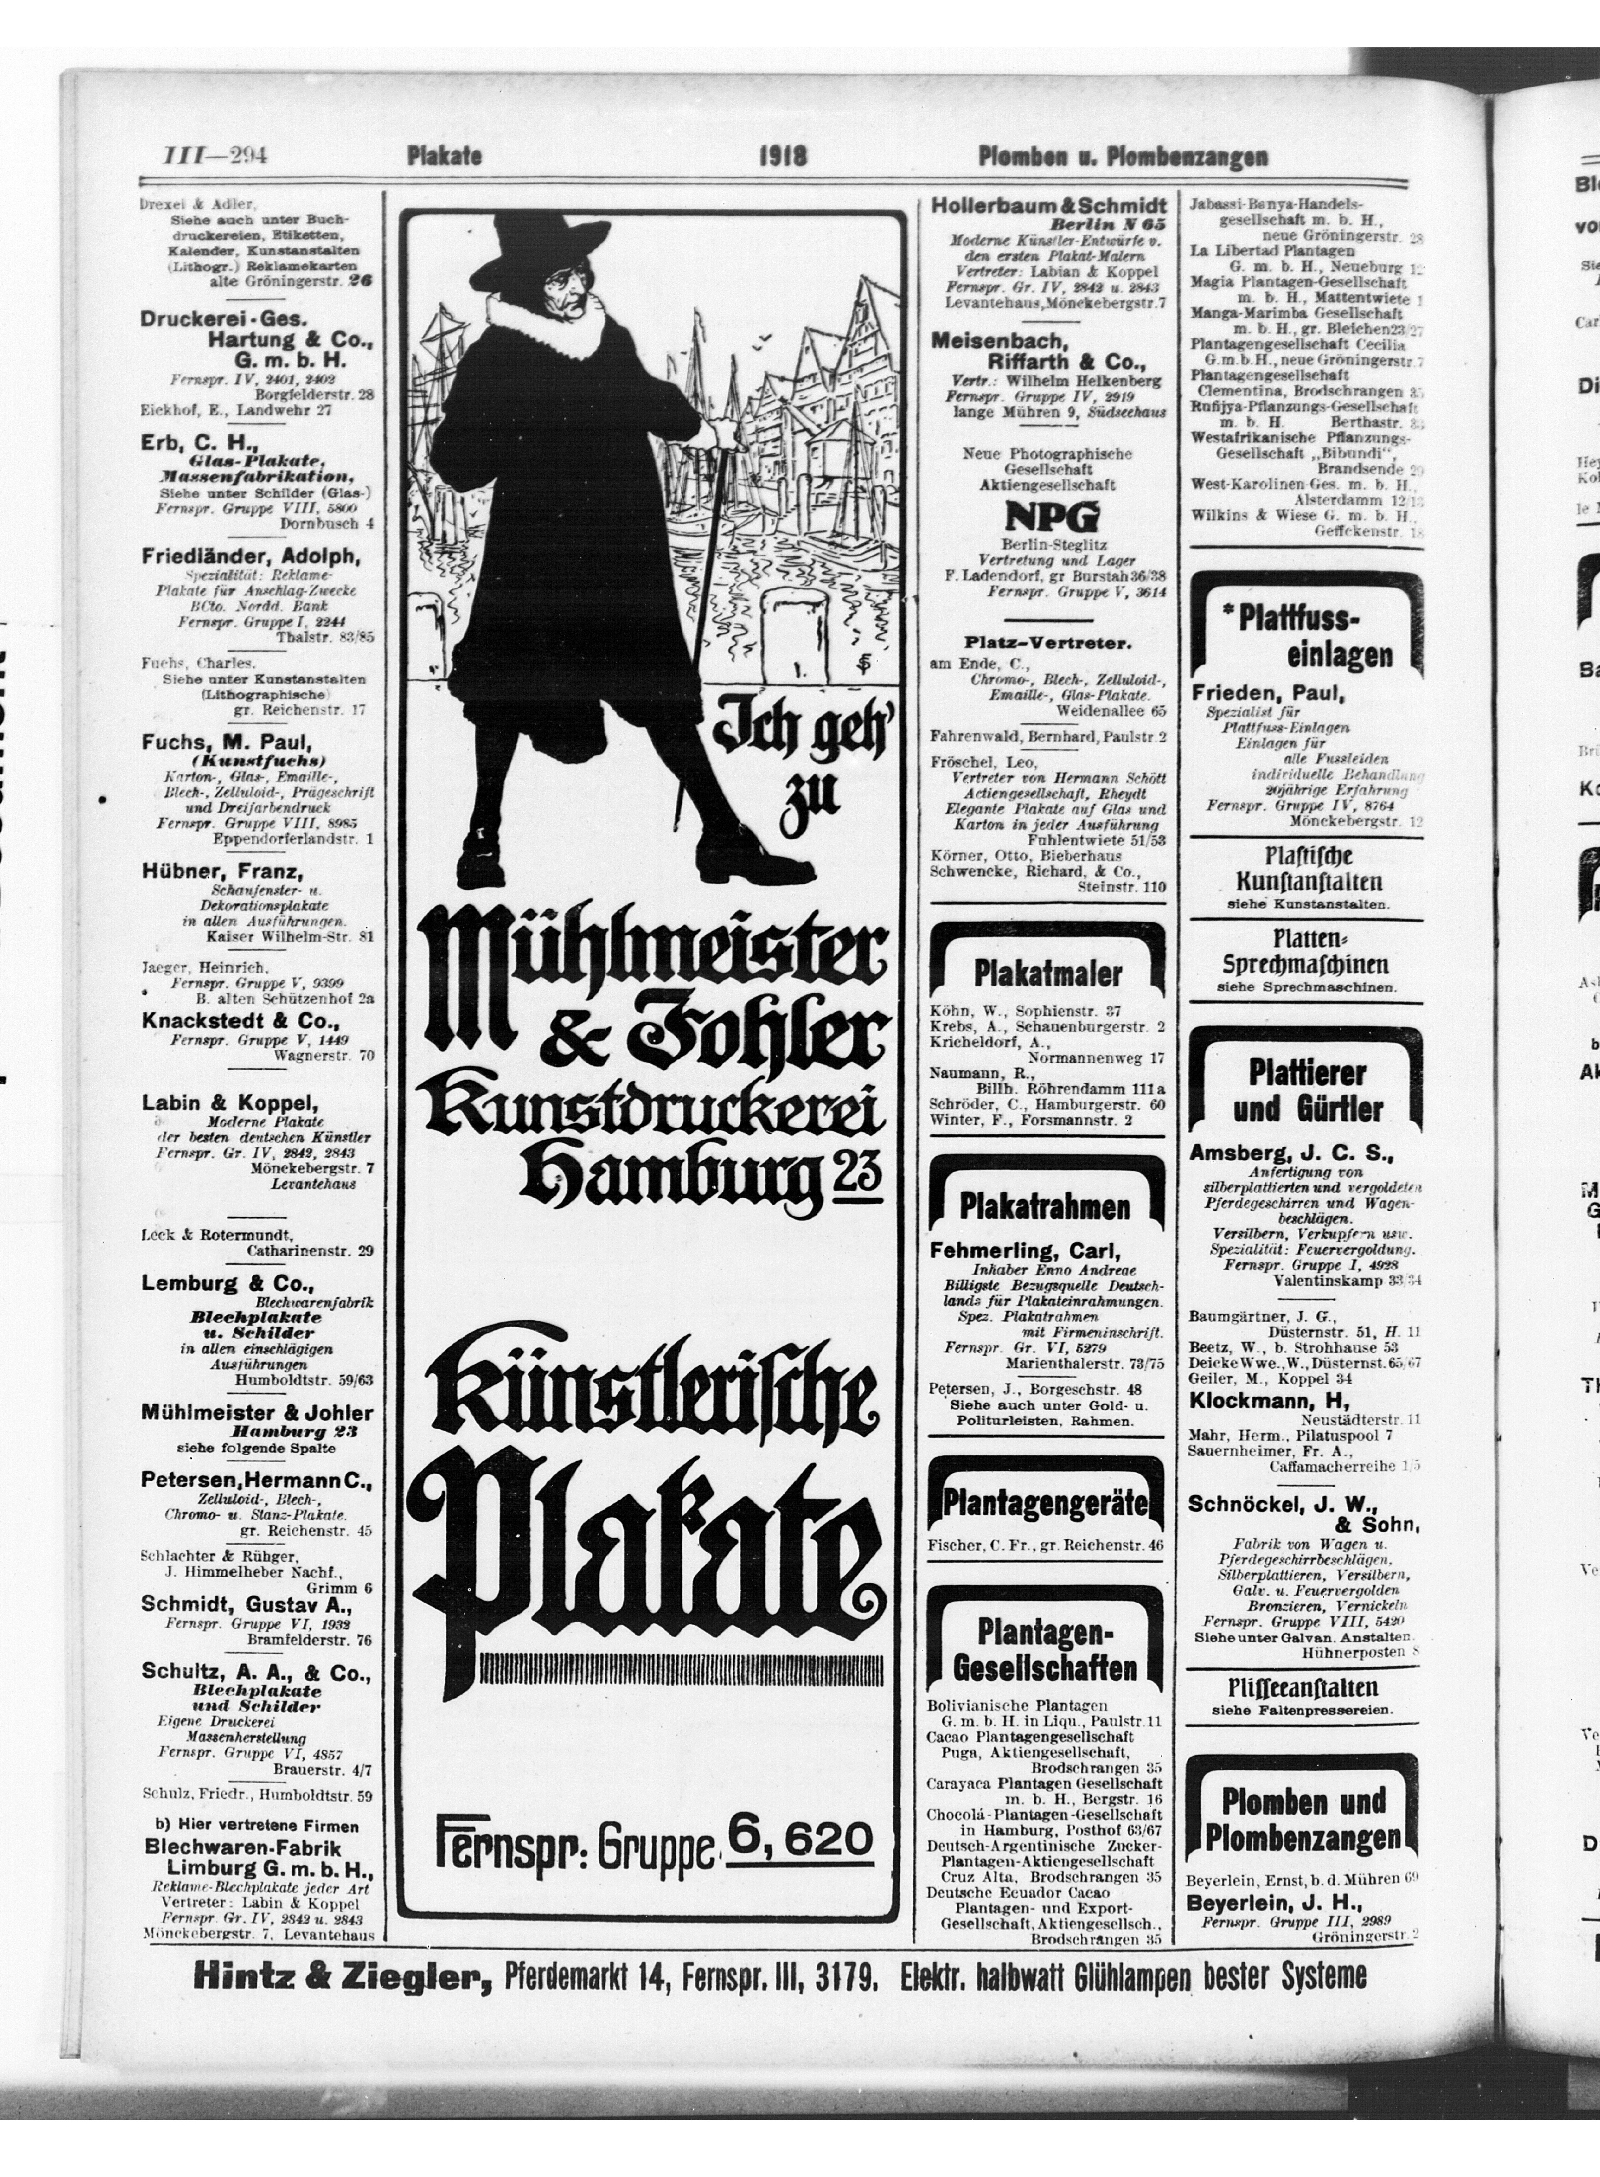 III—294
Plakate
1918
Plomben u. Plombenzangen
Drexel & Adler,
Siehe auch unter Buch-
druckereien, Etiketten,
Kalender, Kunstanstalten
(Lithogr.) Reklamekarten
alte Gröningerstr. 26
Druckerei-Ges.
Hartung & Co.,
G. m. b. H.
Fernspr. IV, 2401, 2402
Borgfelderstr. 28
Eickhof, E., Landwehr 27
Erb, C. H.,
Glas-Plakate,
Massenfabrikation,
Siehe unter Schilder (Glas-)
Fernspr. Gruppe VIII, 5800
Dornbusch 4
Friedländer, Adolph,
Spezialität: Reklame-
Plakate für Anschlag-Zwecke
BCto. Nordd. Bank
Fernspr. Gruppe I, 2244
Thalstr. 83/85
Fuchs, Charles,
Siehe unter Kunstanstalten
(Lithographische)
gr. Reichenstr. 17
Fuchs, M. Paul,
(Kunstfuchs)
Karton-, Glas-, Emaille-,
Blech-, Zelluloid-, Prägeschrift
und Dreifarbendruck
Fernspr. Gruppe VIII, 8985
Eppendorferlandstr. 1
Hübner, Franz,
Schaufenster- u.
Dekorationsplakate
in allen Ausführungen.
Kaiser Wilhelm-Str. 81
Jaeger, Heinrich,
Fernspr. Gruppe V, 9399
B. alten Schützenhof 2a
Knackstedt & Co.,
Fernspr. Gruppe V, 1449
Wagnerstr. 70
Labin & Koppel,
Moderne Plakate
der besten deutschen Künstler
Fernspr. Gr. IV, 2842, 2843
Mönckebergstr. 7
Levantehaus
Leck & Rotermundt,
Catharinenstr. 29
Lemburg & Co.,
Blechwarenfabrik
Blechplakate
u. Schilder
in allen einschlägigen
Ausführungen
Humboldtstr. 59/63
Mühlmeister & Johler
Hamburg 23
siehe folgende Spalte
Petersen, Hermann C.,
Zelluloid-, Blech-,
Chromo- u. Stanz-Plakate.
gr. Reichenstr. 45
Schlachter & Rühger,
J. Himmelheber Nachf.,
Grimm 6
Schmidt, Gustav A.,
Fernspr. Gruppe VI, 1932
Bramfelderstr. 76
Schultz, A. A., & Co.,
Blechplakate
und Schilder
Eigene Druckerei
Massenherstellung
Fernspr. Gruppe VI, 4857
Brauerstr. 4/7
Schulz, Friedr., Humboldtstr. 59
b) Hier vertretene Firmen
Blechwaren-Fabrik
Limburg G. m. b. H.,
Reklame-Blechplakate jeder Art
Vertreter: Labin & Koppel
Fernspr. Gr. IV, 2842 u. 2843
Mönckebergstr. 7, Levantehaus
Ich geh'
zu
Mühlmeister
& Johler
Kunstdruckerei
Hamburg 23
Künstlerische
Plakate
Fernspr: Gruppe 6, 620
Hollerbaum & Schmidt
Berlin N 65
Moderne Künstler-Entwürfe v.
den ersten Plakat-Malern
Vertreter: Labian & Koppel
Fernspr. Gr. IV, 2842 u. 2843
Levantehaus, Mönckebergstr. 7
Meisenbach,
Riffarth & Co.,
Vertr.: Wilhelm Helkenberg
Fernspr. Gruppe IV, 2919
lange Mühren 9, Südseehaus
Neue Photographische
Gesellschaft
Aktiengesellschaft
NPG
Berlin-Steglitz
Vertretung und Lager
F. Ladendorf, gr Burstah 36/38
Fernspr. Gruppe V, 3614
Platz-Vertreter.
am Ende, C.,
Chromo-, Blech-, Zelluloid-,
Emaille-, Glas-Plakate.
Weidenallee 65
Fahrenwald, Bernhard, Paulstr 2
Fröschel, Leo,
Vertreter von Hermann Schött
Actiengesellschaft, Rheydt
Elegante Plakate auf Glas und
Karton in jeder Ausführung
Fuhlentwiete 51/53
Körner, Otto, Bieberhaus
Schwencke, Richard, & Co.,
Steinstr. 110
Plakatmaler
Köhn, W., Sophienstr. 37
Krebs, A., Schauenburgerstr. 2
Kricheldorf, A.,
Normannenweg 17
Naumann, R.,
Billh. Röhrendamm 111a
Schröder, C., Hamburgerstr. 60
Winter, F., Forsmannstr. 2
Plakatrahmen
Fehmerling, Carl,
Inhaber Enno Andreae
Billigste Bezugsquelle Deutsch-
lands für Plakateinrahmungen.
Spez. Plakatrahmen
mit Firmeninschrift.
Fernspr. Gr. VI, 5279
Marienthalerstr. 73/75
Petersen, J., Borgeschstr. 48
Siehe auch unter Gold- u.
Politurleisten, Rahmen.
Plantagengeräte
Fischer, C. Fr., gr. Reichenstr. 46
Plantagen-
Gesellschaften
Bolivianische Plantagen
G. m. b. H. in Liqu., Paulstr. 11
Cacao Plantagengesellschaft
Puga, Aktiengesellschaft,
Brodschrangen 35
Carayaca Plantagen Gesellschaft
m. b. H., Bergstr. 16
Chocolá-Plantagen-Gesellschaft
in Hamburg, Posthof 63/67
Deutsch-Argentinische Zucker-
Plantagen-Aktiengesellschaft
Cruz Alta, Brodschrangen 35
Deutsche Ecuador Cacao
Plantagen- und Export-
Gesellschaft, Aktiengesellsch.,
Brodschrangen 35
Jabassi-Banya-Handels-
gesellschaft m. b. H.,
neue Gröningerstr. 28
La Libertad Plantagen
G. m. b. H., Neueburg
Magia Plantagen-Gesellschaft
m. b. H., Mattentwiete 1
Manga-Marimba Gesellschaft
m. b. H., gr. Bleichen 23/27
Plantagengesellschaft Cecilia
G.m.b.H., neue Gröningerstr. 7
Plantagengesellschaft
Clementina, Brodschrangen 35
Rufijya-Pflanzungs-Gesellschaft
m. b. H. Berthastr.
Westafrikanische Pflanzungs-
Gesellschaft „Bibundi“,
Brandsende 29
West-Karolinen-Ges. m. b. H.,
Alsterdamm 12/13
Wilkins & Wiese G. m. b. H.,
Geffckenstr. 18
*Plattfuss-
einlagen
Frieden, Paul,
Spezialist für
Plattfuss-Einlagen
Einlagen für
alle Fussleiden
individuelle Behandlung
20jährige Erfahrung
Fernspr. Gruppe IV, 8764
Mönckebergstr. 12
Plastische
Kunstanstalten
siehe Kunstanstalten.
Platten-
Sprechmaschinen
siehe Sprechmaschinen.
Plattierer
und Gürtler
Amsberg, J. C. S.,
Anfertigung von
silberplattierten und vergoldeten
Pferdegeschirren und Wagen-
beschlägen.
Versilbern, Verkupfern usw.
Spezialität: Feuervergoldung.
Fernspr. Gruppe I, 4928
Valentinskamp 33/34
Baumgärtner, J. G.,
Düsternstr. 51, H. 11
Beetz, W., b. Strohhause 53
Deicke Wwe., W., Düsternst. 65/67
Geiler, M., Koppel 34
Klockmann, H,
Neustädterstr. 11
Mahr, Herm., Pilatuspool 7
Sauernheimer, Fr. A.,
Caffamacherreihe 1/5
Schnöckel, J. W.,
& Sohn,
Fabrik von Wagen u.
Pferdegeschirrbeschlägen,
Silberplattieren, Versilbern,
Galv. u. Feuervergolden
Bronzieren, Vernickeln
Fernspr. Gruppe VIII, 5420
Siehe unter Galvan. Anstalten.
Hühnerposten 8
Plisseeanstalten
siehe Faltenpressereien.
Plomben und
Plombenzangen
Beyerlein, Ernst, b. d. Mühren 69
Beyerlein, J. H.,
Fernspr. Gruppe III, 2989
Gröningerstr. 2
Hintz & Ziegler, Pferdemarkt 14, Fernspr. III, 3179. Elektr. halbwatt Glühlampen bester Systeme